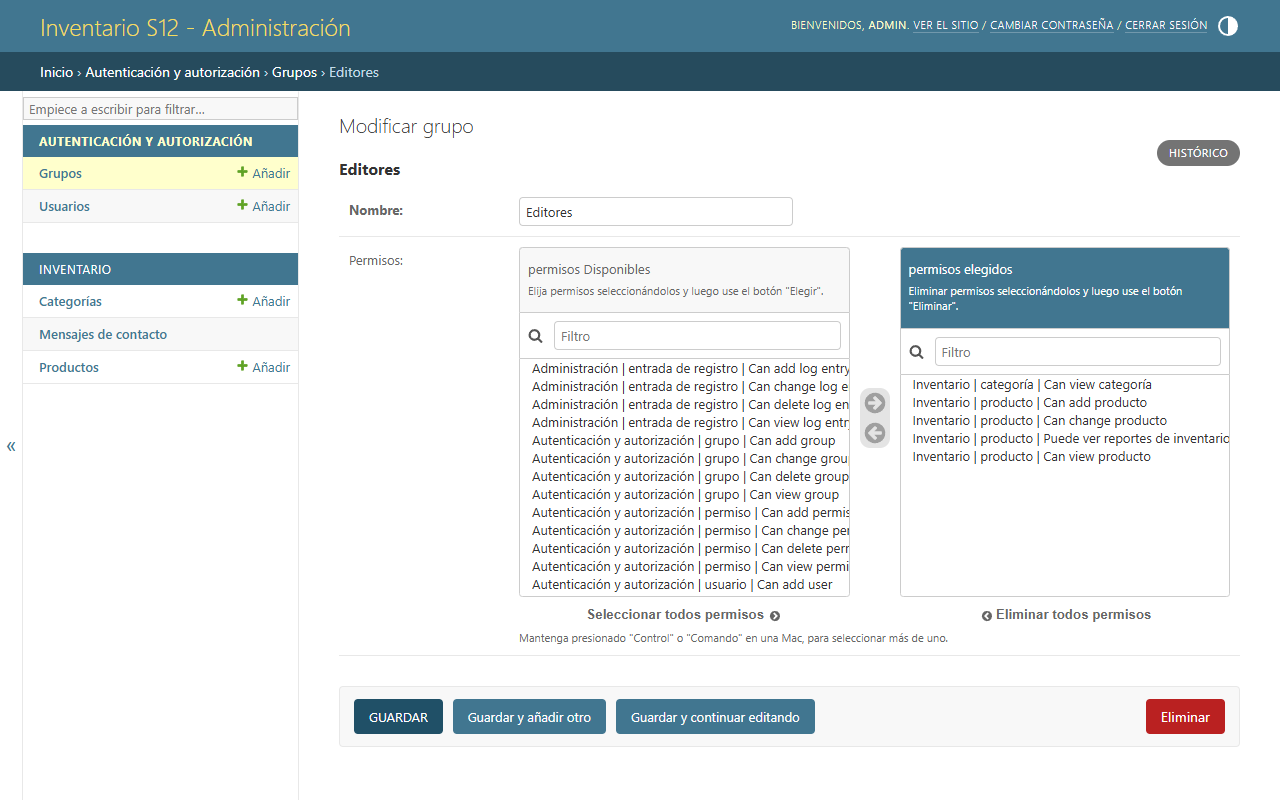 Inventario S12 - Administración
BIENVENIDOS, ADMIN. VER EL SITIO / CAMBIAR CONTRASEÑA / CERRAR SESIÓN
Inicio › Autenticación y autorización › Grupos › Editores
Empiece a escribir para filtrar...
AUTENTICACIÓN Y AUTORIZACIÓN
Grupos
Añadir
Usuarios
Añadir
INVENTARIO
Categorías
Añadir
Mensajes de contacto
Productos
Añadir
«
Modificar grupo
HISTÓRICO
Editores
Nombre:
Editores
Permisos:
permisos Disponibles
Elija permisos seleccionándolos y luego use el botón "Elegir".
Filtro
Administración | entrada de registro | Can add log entry
Administración | entrada de registro | Can change log e
Administración | entrada de registro | Can delete log en
Administración | entrada de registro | Can view log entr
Autenticación y autorización | grupo | Can add group
Autenticación y autorización | grupo | Can change grou
Autenticación y autorización | grupo | Can delete group
Autenticación y autorización | grupo | Can view group
Autenticación y autorización | permiso | Can add permis
Autenticación y autorización | permiso | Can change per
Autenticación y autorización | permiso | Can delete perr
Autenticación y autorización | permiso | Can view permi
Autenticación y autorización | usuario | Can add user
Seleccionar todos permisos
Mantenga presionado "Control" o "Comando" en una Mac, para seleccionar más de uno.
permisos elegidos
Eliminar permisos seleccionándolos y luego use el botón
"Eliminar".
Filtro
Inventario | categoría | Can view categoría
Inventario | producto | Can add producto
Inventario | producto | Can change producto
Inventario | producto | Puede ver reportes de inventario
Inventario | producto | Can view producto
Eliminar todos permisos
GUARDAR
Guardar y añadir otro
Guardar y continuar editando
Eliminar